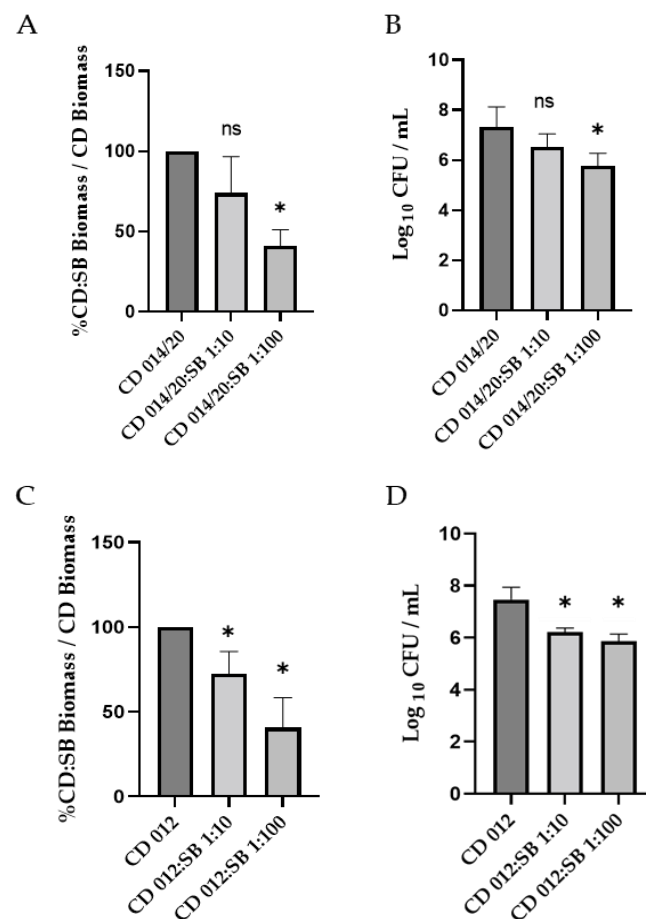 A
%CD:SB Biomass / CD Biomass
150
100
50
0
ns
*
CD 014/20
CD 014/20:SB 1:10
CD 014/20:SB 1:100
B
Log10 CFU / mL
10
8
6
4
2
0
ns
*
CD 014/20
CD 014/20:SB 1:10
CD 014/20:SB 1:100
C
%CD:SB Biomass / CD Biomass
150
100
50
0
*
*
CD 012
CD 012:SB 1:10
CD 012:SB 1:100
D
Log10 CFU / mL
10
8
6
4
2
0
*
*
CD 012
CD 012:SB 1:10
CD 012:SB 1:100